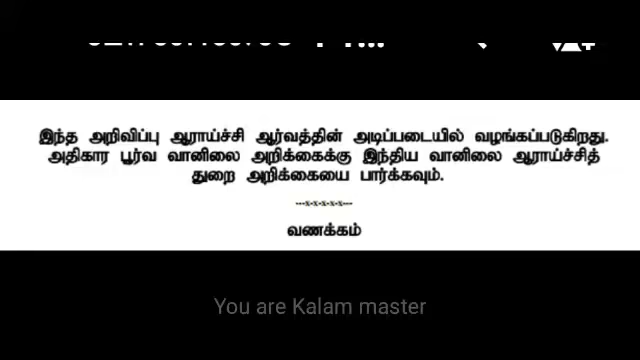 இந்த அறிவிப்பு ஆராய்ச்சி ஆர்வத்தின் அடிப்படையில் வழங்கப்படுகிறது.
அதிகார பூர்வ வானிலை அறிக்கைக்கு இந்திய வானிலை ஆராய்ச்சித்
துறை அறிக்கையை பார்க்கவும்.
---x-x-x-x-x---
வணக்கம்
You are Kalam master